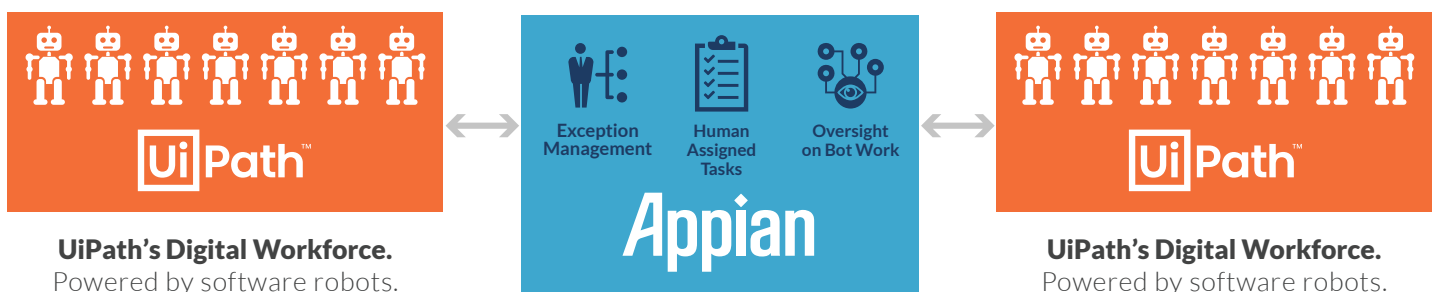 UiPath™
UiPath's Digital Workforce.
Powered by software robots.
Exception
Management
Human
Assigned
Tasks
Oversight
on Bot Work
Appian
UiPath™
UiPath's Digital Workforce.
Powered by software robots.